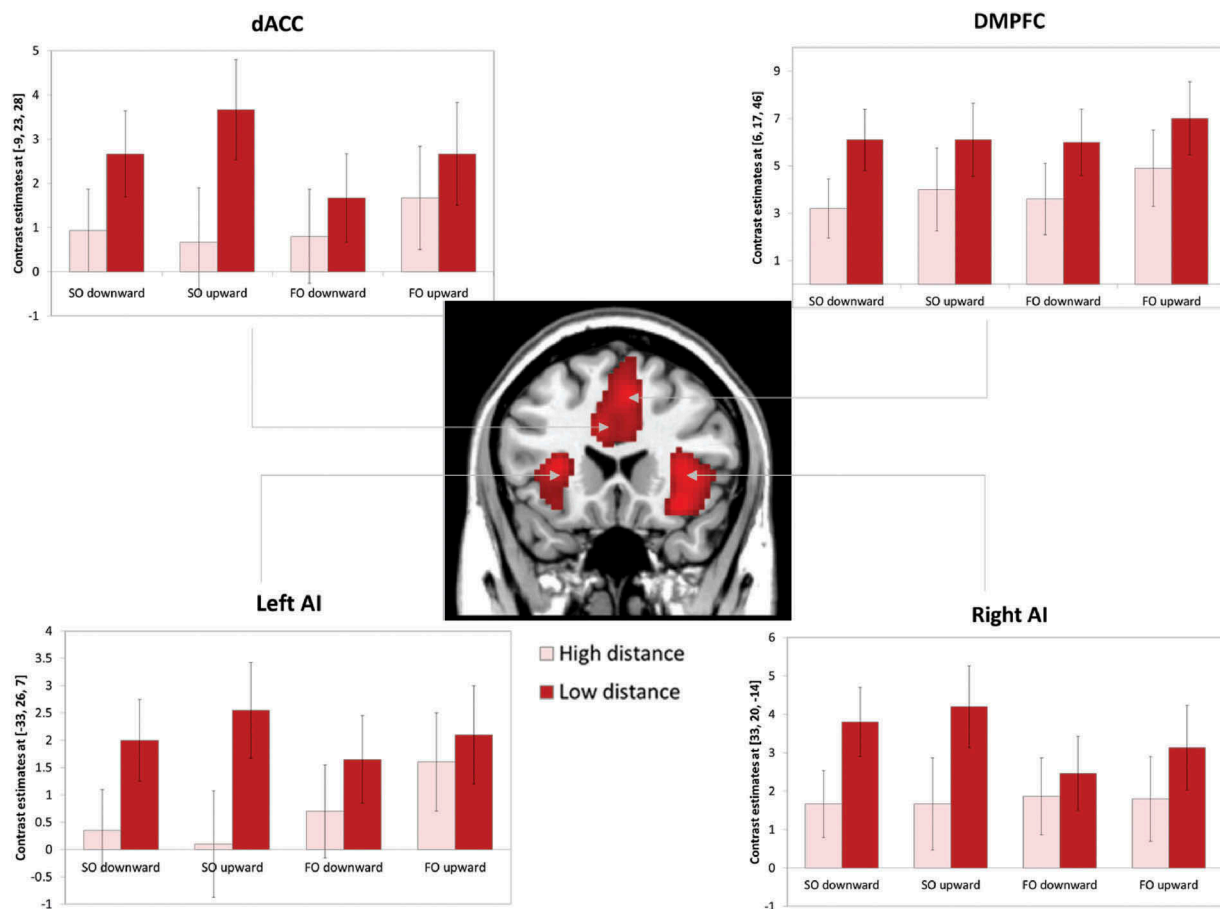 dACC
Contrast estimates at [-9, 23, 28]
5
4
3
2
1
0
-1
SO downward SO upward FO downward FO upward
DMPFC
Contrast estimates at [6, 17, 46]
9
7
5
3
1
SO downward SO upward FO downward FO upward
Left AI
Contrast estimates at [-33, 26, 7]
4
3.5
3
2.5
2
1.5
1
0.5
0
-0.5
-1
SO downward SO upward FO downward FO upward
High distance
Low distance
Right AI
Contrast estimates at [33, 20, -14]
6
5
4
3
2
1
0
-1
SO downward SO upward FO downward FO upward